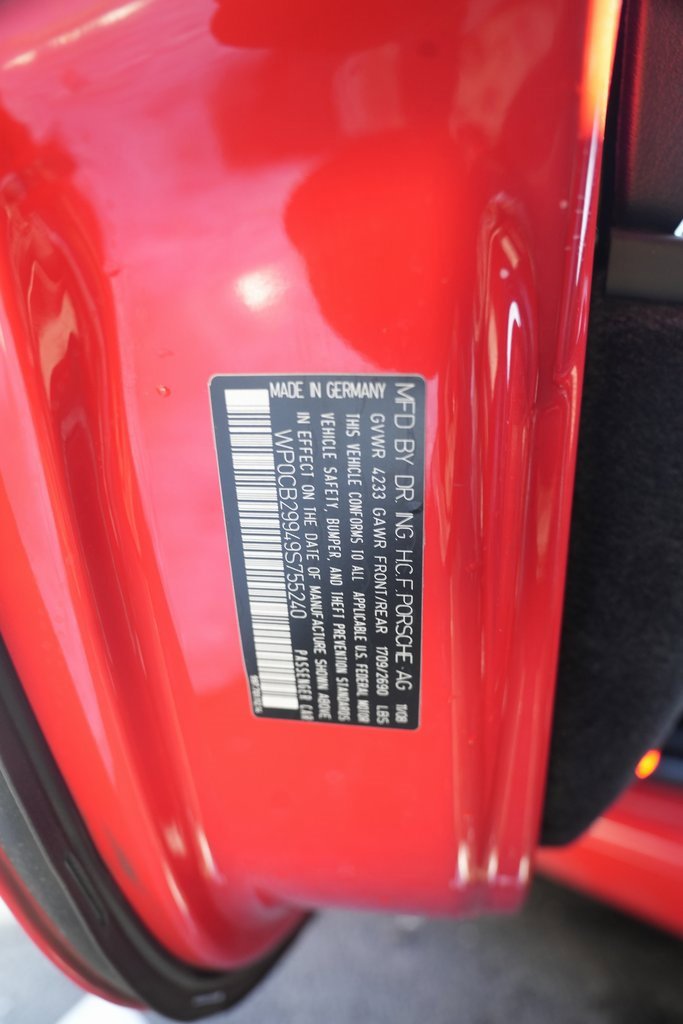 MFD BY DR. ING. H.C.F. PORSCHE AG 11/08
GVWR 4233 GAWR FRONT/REAR 1709/2690 LBS
THIS VEHICLE CONFORMS TO ALL APPLICABLE U.S. FEDERAL MOTOR
VEHICLE SAFETY, BUMPER, AND THEFT PREVENTION STANDARDS
IN EFFECT ON THE DATE OF MANUFACTURE SHOWN ABOVE
MADE IN GERMANY
WP0CB29949S755240 PASSENGER CAR